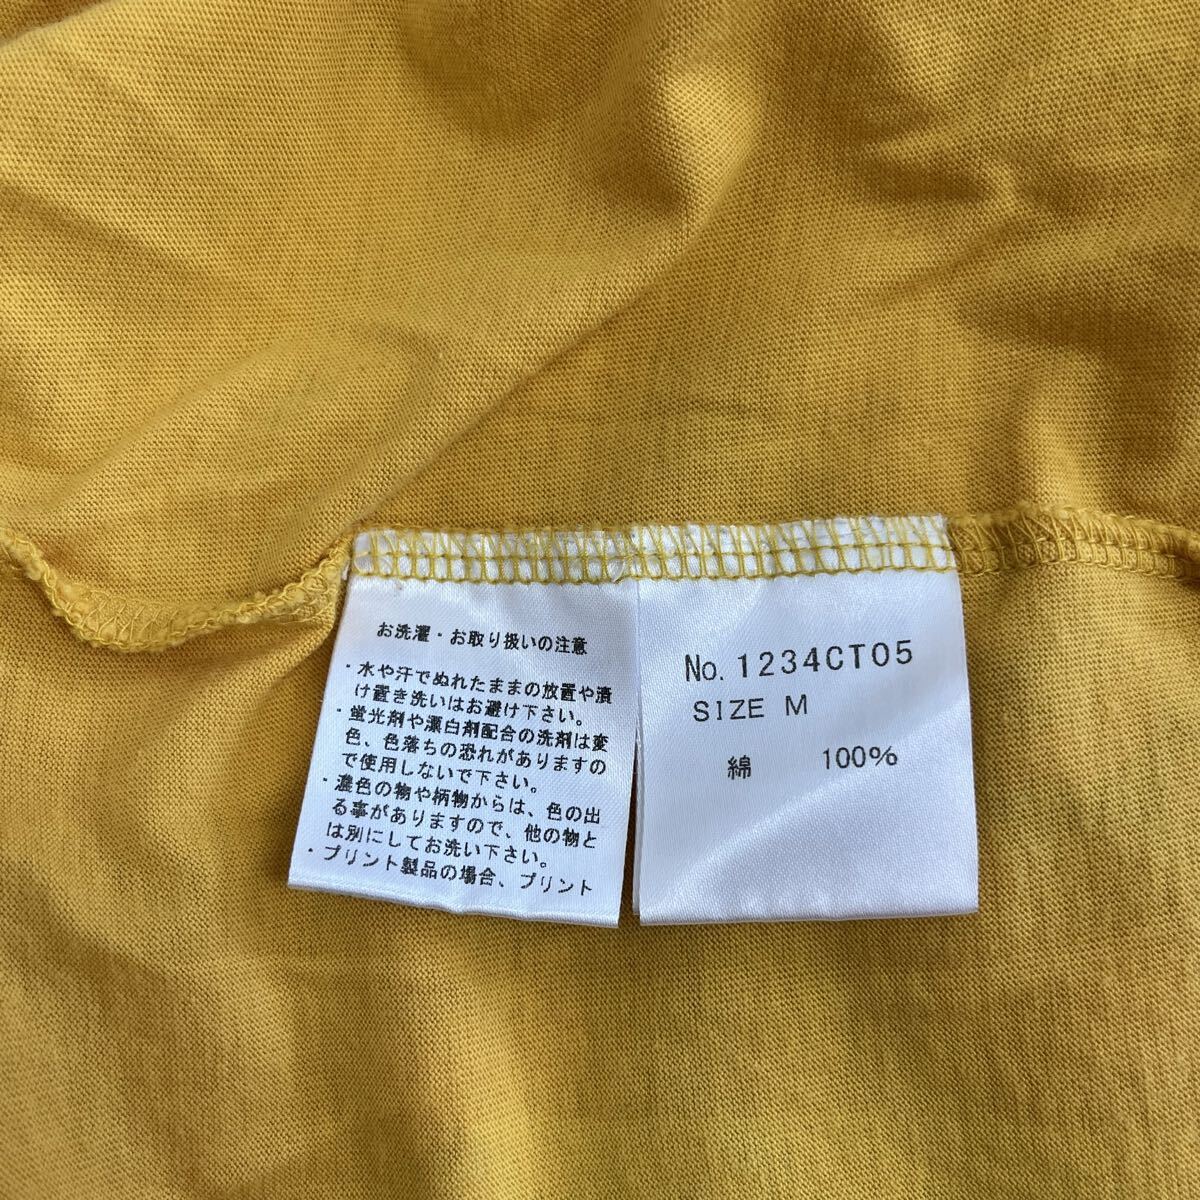 お洗濯・お取り扱いの注意
・水や汗でぬれたままの放置や漬
け置き洗いはお避け下さい。
・蛍光剤や漂白剤配合の洗剤は変
色、色落ちの恐れがありますの
で使用しないで下さい。
・濃色の物や柄物からは、色の出
る事がありますので、他の物と
は別にしてお洗い下さい。
・プリント製品の場合、プリント
No. 1234CT05
SIZE M
綿 100%